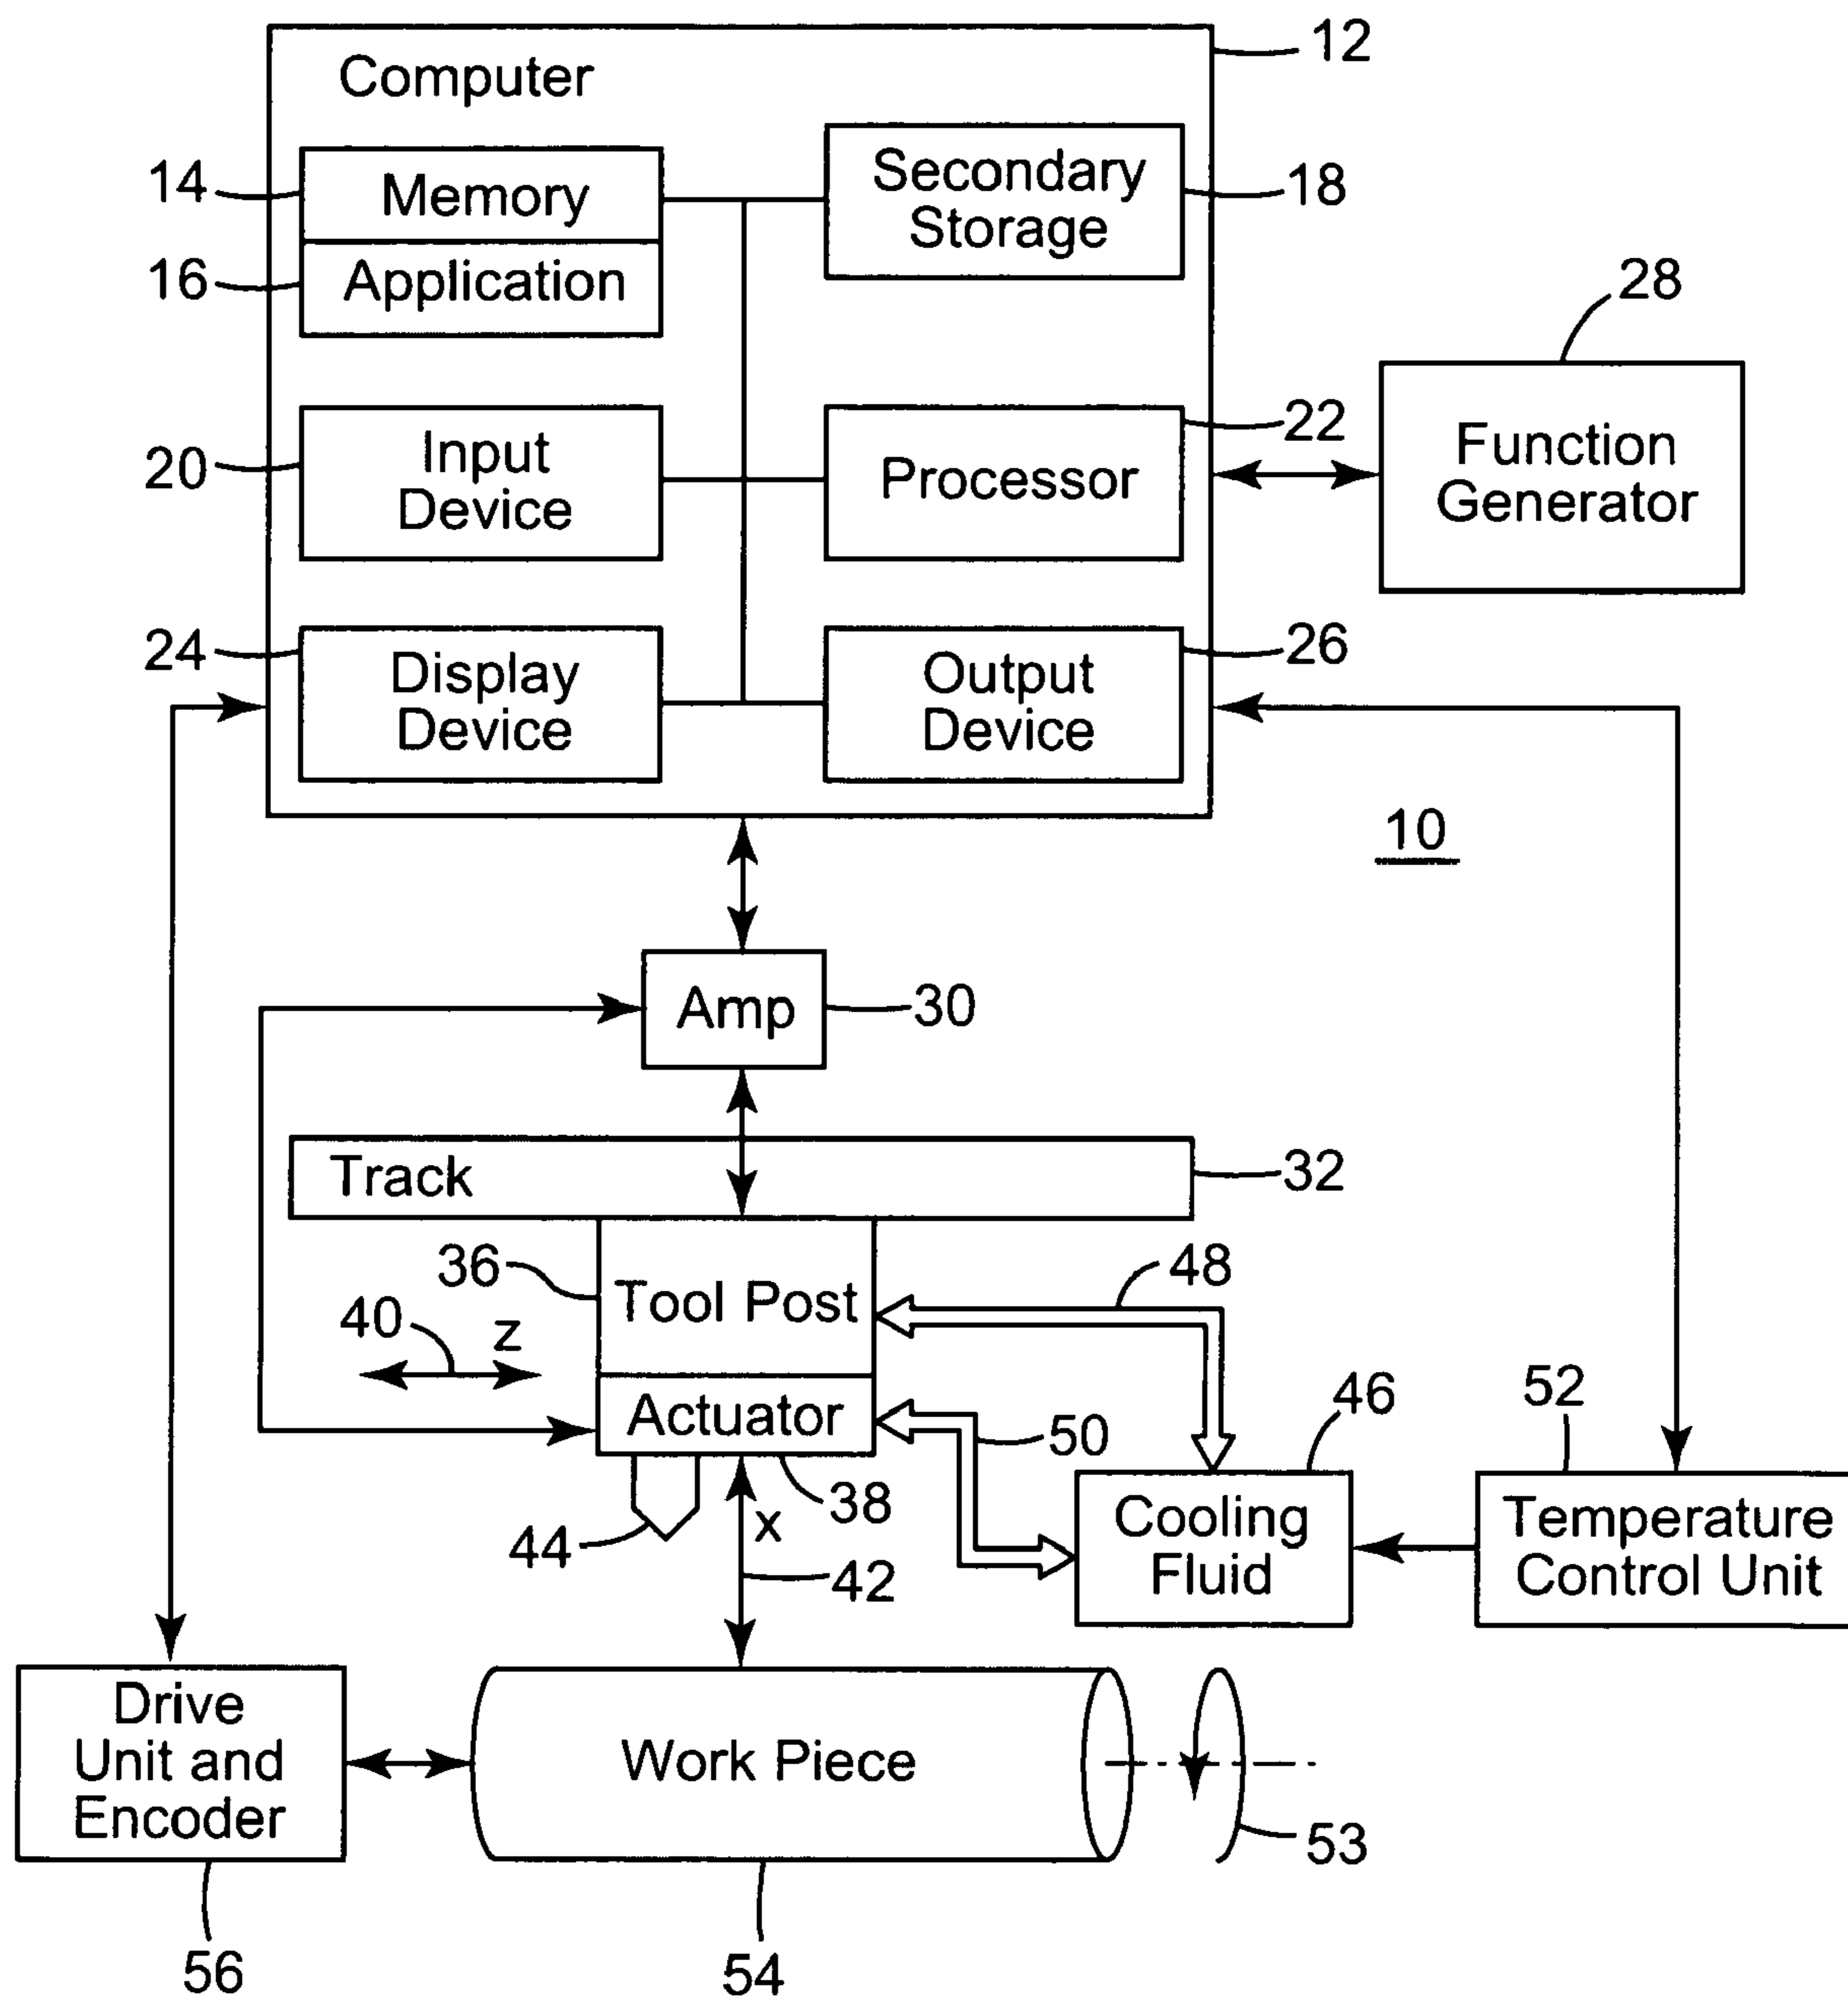 12
Computer
14
Memory
Secondary
Storage
18
16
Application
28
20
Input
Device
Processor
22
Function
Generator
24
Display
Device
Output
Device
26
10
Amp
30
Track
32
36
Tool Post
48
40
z
Actuator
50
46
52
44
x
38
42
Cooling
Fluid
Temperature
Control Unit
Drive
Unit and
Encoder
Work Piece
53
56
54